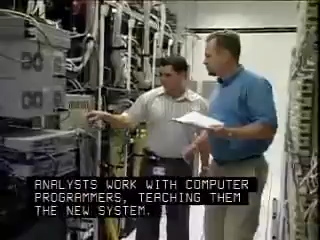 ANALYSTS WORK WITH COMPUTER
PROGRAMMERS, TEACHING THEM
THE NEW SYSTEM.